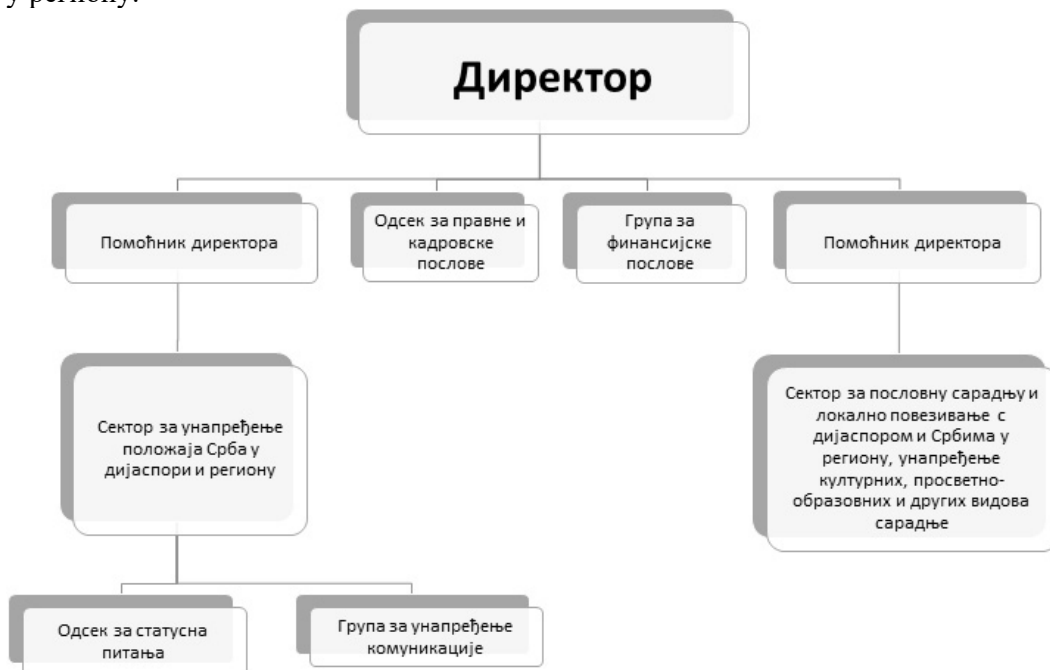 у региону.
Директор
Помоћник директора
Одсек за правне и
кадровске
послове
Група за
финансијске
послове
Помоћник директора
Сектор за унапређење
положаја Срба у
дијаспори и региону
Сектор за пословну сарадњу и
локално повезивање с
дијаспором и Србима у
региону, унапређење
културних, просветно-
образовних и других видова
сарадње
Одсек за статусна
питања
Група за унапређење
комуникације